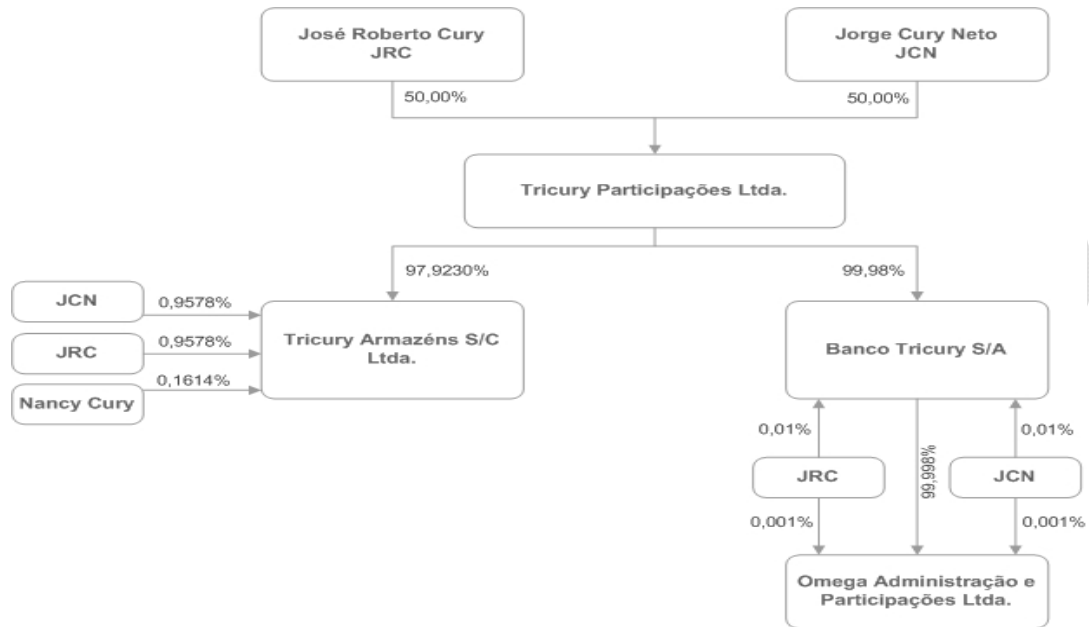 José Roberto Cury
JRC
Jorge Cury Neto
JCN
50,00%
50,00%
Tricury Participações Ltda.
97,9230%
99,98%
JCN
0,9578%
JRC
0,9578%
Nancy Cury
0,1614%
Tricury Armazéns S/C
Ltda.
Banco Tricury S/A
0,01%
99,998%
0,01%
JRC
JCN
0,001%
0,001%
Omega Administração e
Participações Ltda.